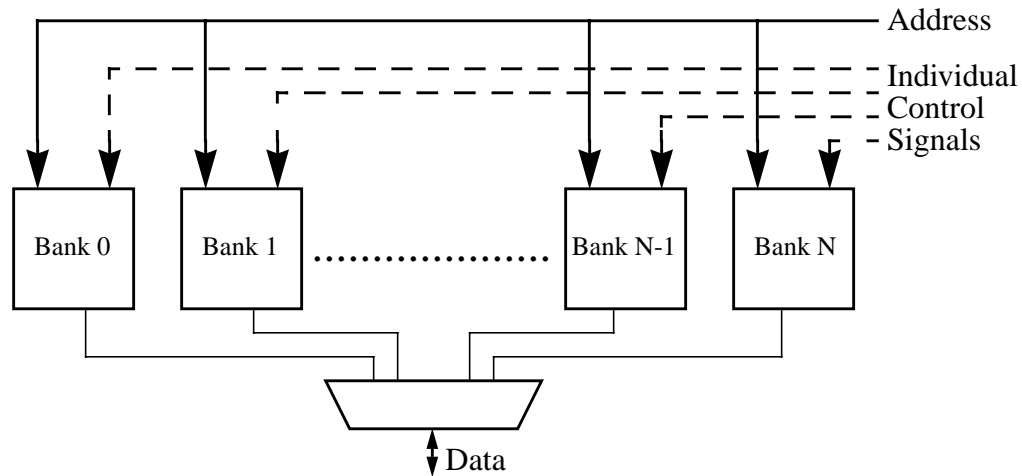 Address
Individual
Control
Signals
Bank 0
Bank 1
Bank N-1
Bank N
Data